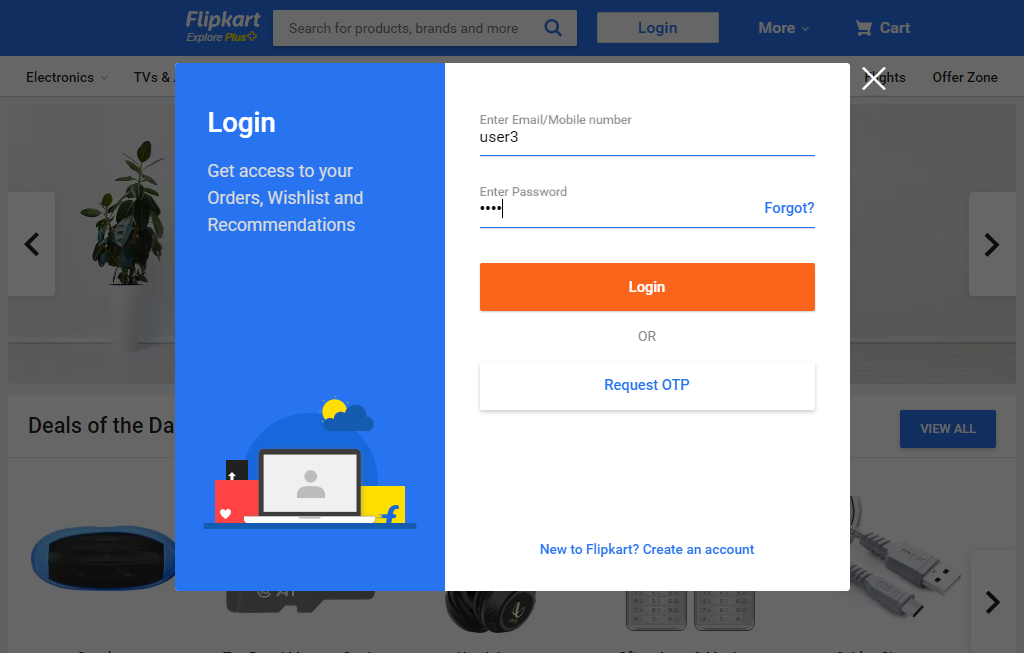 Flipkart
Explore Plus
Search for products, brands and more
Login
More
Cart
Electronics
TVs &
Flights
Offer Zone
Login
Get access to your
Orders, Wishlist and
Recommendations
Enter Email/Mobile number
user3
Enter Password
••••
Forgot?
Login
OR
Request OTP
New to Flipkart? Create an account
Deals of the Da
VIEW ALL